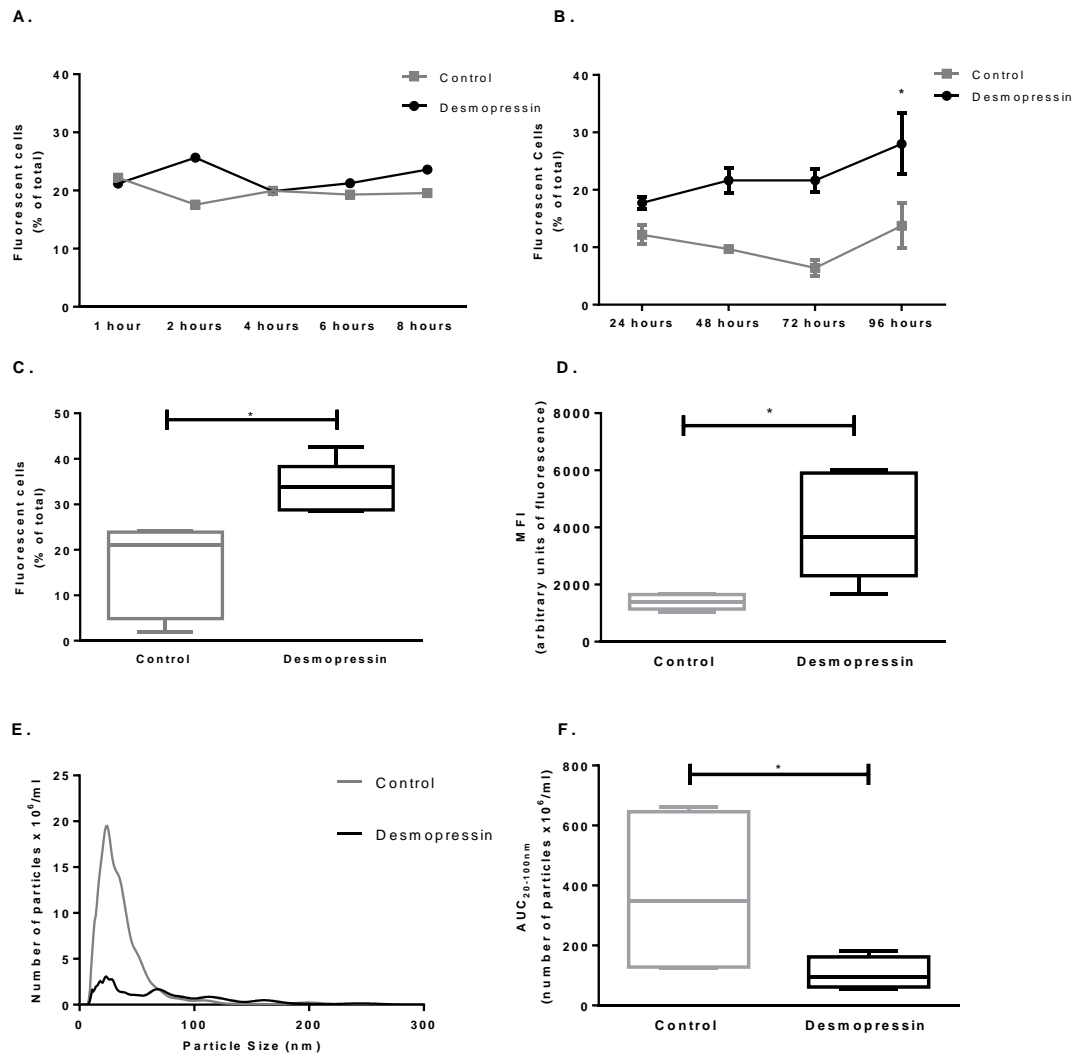 A.
B.
Fluorescent cells
(% of total)
40
30
20
10
0
1 hour 2 hours 4 hours 6 hours 8 hours
Control
Desmopressin
Fluorescent Cells
(% of total)
40
30
20
10
0
24 hours 48 hours 72 hours 96 hours
*
Control
Desmopressin
C.
D.
Fluorescent cells
(% of total)
50
40
30
20
10
0
*
Control Desmopressin
MFI
(arbitrary units of fluorescence)
8000
6000
4000
2000
0
*
Control Desmopressin
E.
F.
Number of particles x10⁶/ml
25
20
15
10
5
0
0 100 200 300
Particle Size (nm)
Control
Desmopressin
AUC₂₀₋₁₀₀ₙₘ
(number of particles x10⁶/ml)
800
600
400
200
0
*
Control Desmopressin